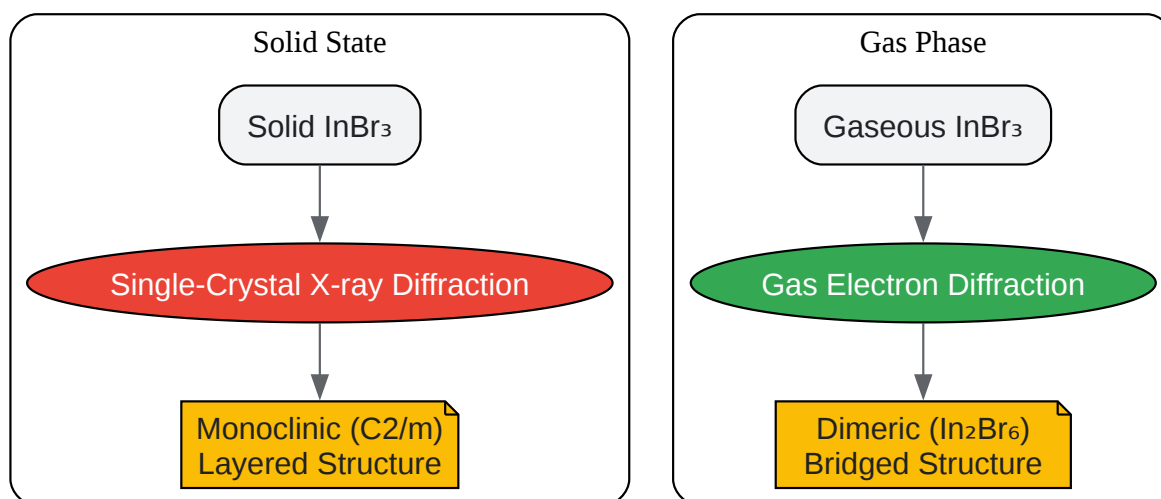 Solid State
Solid InBr₃
Single-Crystal X-ray Diffraction
Monoclinic (C2/m)
Layered Structure
Gas Phase
Gaseous InBr₃
Gas Electron Diffraction
Dimeric (In₂Br₆)
Bridged Structure